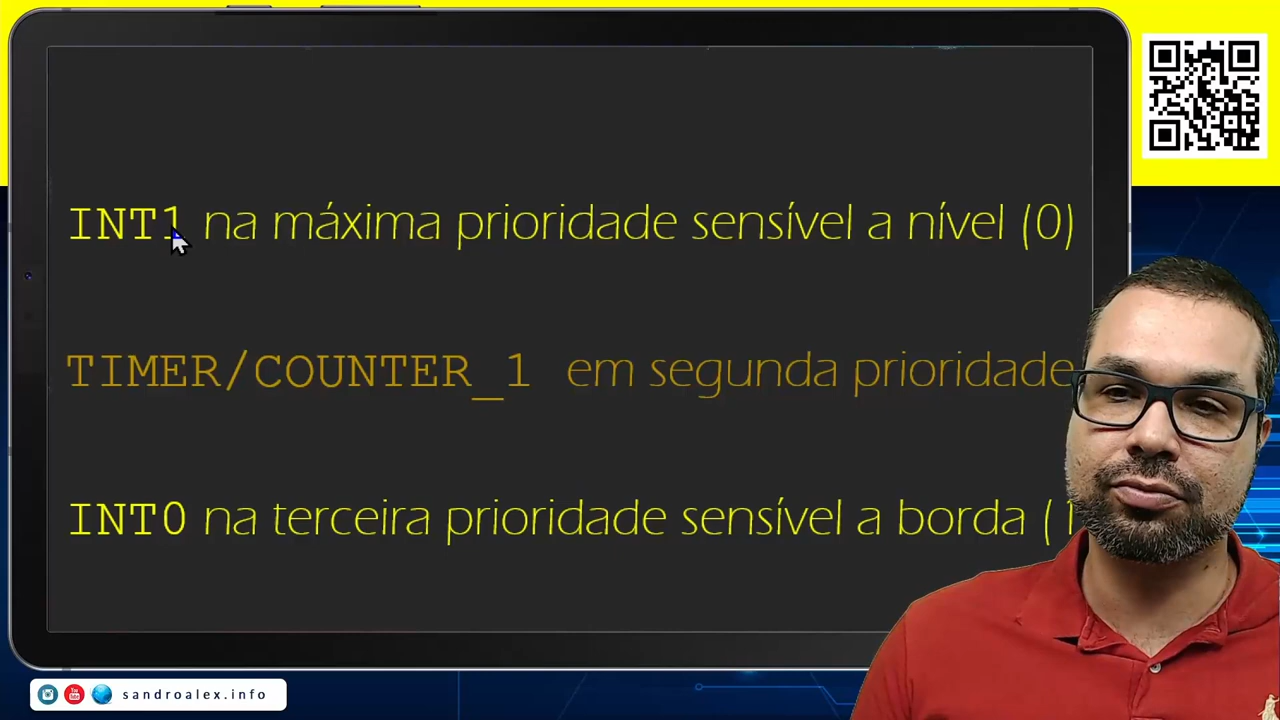 INT1 na máxima prioridade sensível a nível (0)
TIMER/COUNTER_1 em segunda prioridade
INT0 na terceira prioridade sensível a borda (1
sandroalex.info